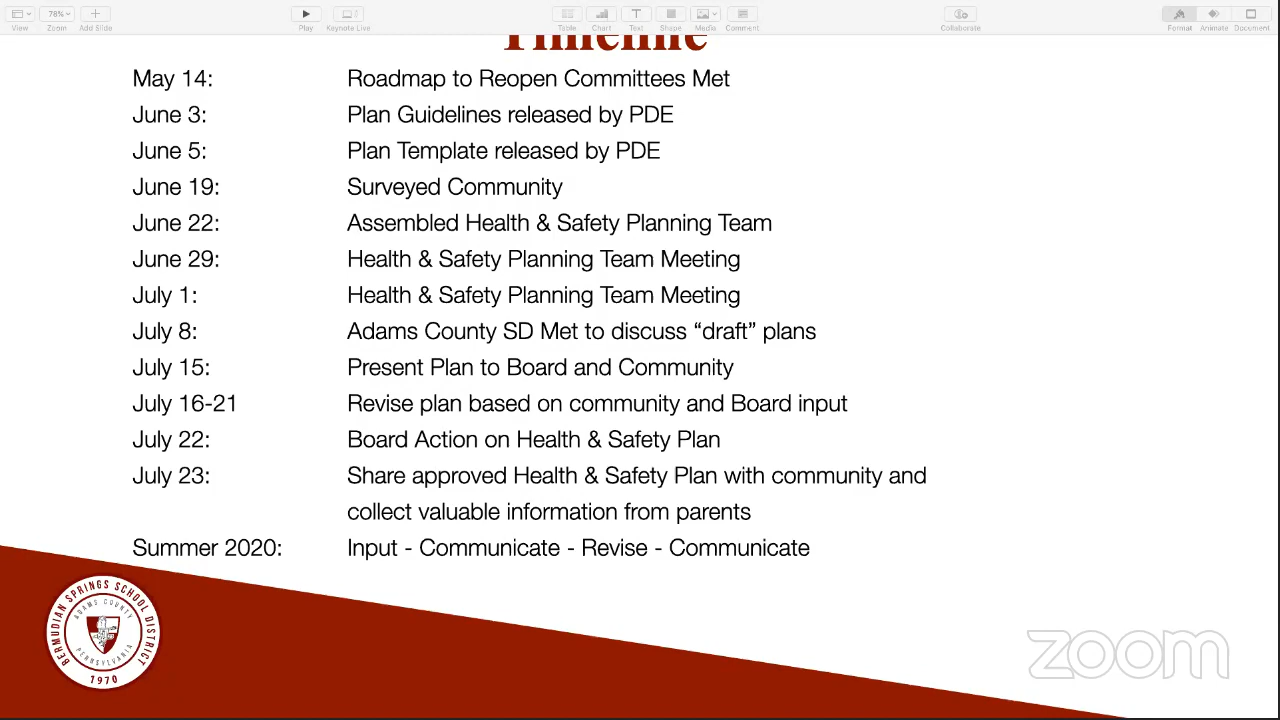 View
Zoom
Add Slide
Play
Keynote Live
Table
Chart
Text
Shape
Media
Comment
Collaborate
Format
Animate
Document
78%
Timeline
May 14: Roadmap to Reopen Committees Met
June 3: Plan Guidelines released by PDE
June 5: Plan Template released by PDE
June 19: Surveyed Community
June 22: Assembled Health & Safety Planning Team
June 29: Health & Safety Planning Team Meeting
July 1: Health & Safety Planning Team Meeting
July 8: Adams County SD Met to discuss “draft” plans
July 15: Present Plan to Board and Community
July 16-21 Revise plan based on community and Board input
July 22: Board Action on Health & Safety Plan
July 23: Share approved Health & Safety Plan with community and
collect valuable information from parents
Summer 2020: Input - Communicate - Revise - Communicate
BERMUDIAN SPRINGS SCHOOL DISTRICT
ADAMS COUNTY
PENNSYLVANIA
1970
zoom